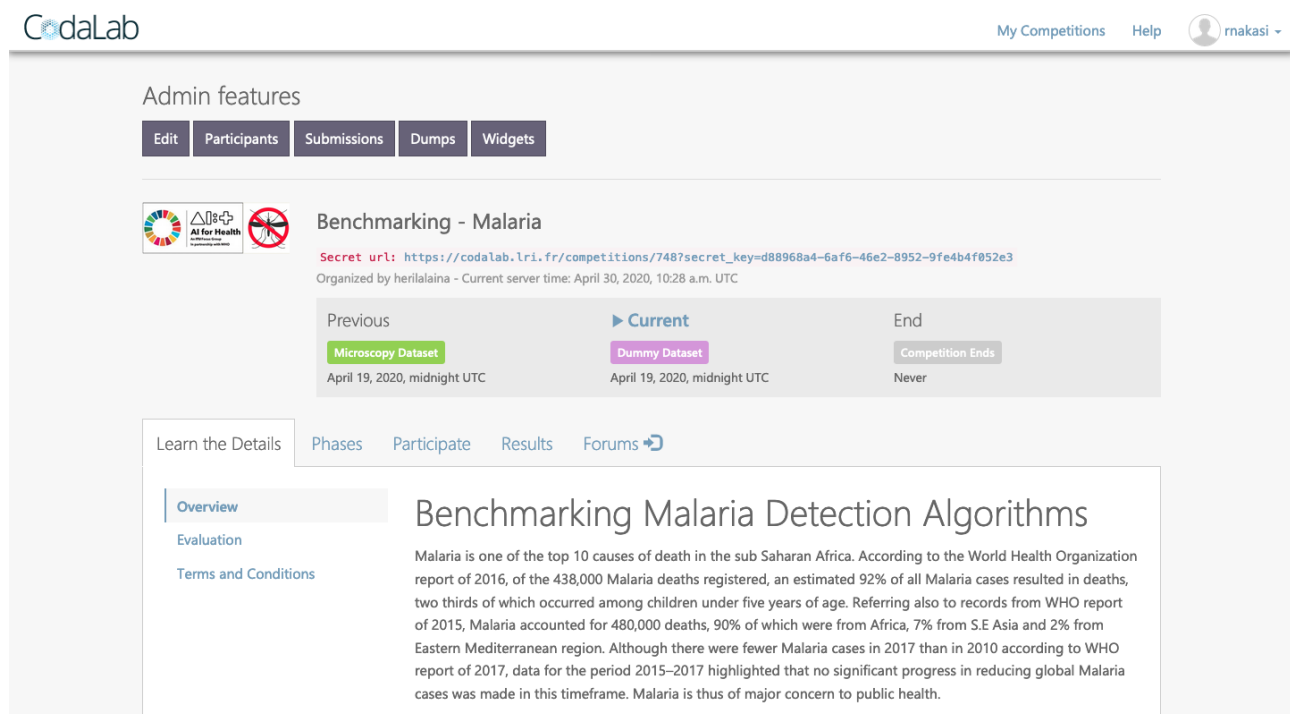 CodaLab
My Competitions Help rnakasi
Admin features
Edit Participants Submissions Dumps Widgets
AI for Health
An ITU Focus Group
in partnership with WHO
Benchmarking - Malaria
Secret url: https://codalab.lri.fr/competitions/748?secret_key=d88968a4-6af6-46e2-8952-9fe4b4f052e3
Organized by herilalaina - Current server time: April 30, 2020, 10:28 a.m. UTC
Previous Current End
Microscopy Dataset Dummy Dataset Competition Ends
April 19, 2020, midnight UTC April 19, 2020, midnight UTC Never
Learn the Details Phases Participate Results Forums
Overview
Evaluation
Terms and Conditions
Benchmarking Malaria Detection Algorithms
Malaria is one of the top 10 causes of death in the sub Saharan Africa. According to the World Health Organization
report of 2016, of the 438,000 Malaria deaths registered, an estimated 92% of all Malaria cases resulted in deaths,
two thirds of which occurred among children under five years of age. Referring also to records from WHO report
of 2015, Malaria accounted for 480,000 deaths, 90% of which were from Africa, 7% from S.E Asia and 2% from
Eastern Mediterranean region. Although there were fewer Malaria cases in 2017 than in 2010 according to WHO
report of 2017, data for the period 2015–2017 highlighted that no significant progress in reducing global Malaria
cases was made in this timeframe. Malaria is thus of major concern to public health.